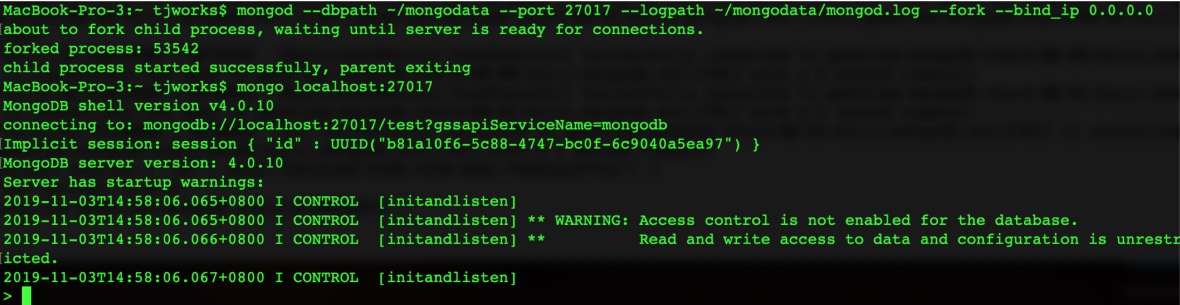 MacBook-Pro-3:~ tjworks$ mongod --dbpath ~/mongodata --port 27017 --logpath ~/mongodata/mongod.log --fork --bind_ip 0.0.0.0
about to fork child process, waiting until server is ready for connections.
forked process: 53542
child process started successfully, parent exiting
MacBook-Pro-3:~ tjworks$ mongo localhost:27017
MongoDB shell version v4.0.10
connecting to: mongodb://localhost:27017/test?gssapiServiceName=mongodb
Implicit session: session { "id" : UUID("b81a10f6-5c88-4747-bc0f-6c9040a5ea97") }
MongoDB server version: 4.0.10
Server has startup warnings:
2019-11-03T14:58:06.065+0800 I CONTROL  [initandlisten]
2019-11-03T14:58:06.065+0800 I CONTROL  [initandlisten] ** WARNING: Access control is not enabled for the database.
2019-11-03T14:58:06.066+0800 I CONTROL  [initandlisten] **          Read and write access to data and configuration is unrestr
icted.
2019-11-03T14:58:06.067+0800 I CONTROL  [initandlisten]
>